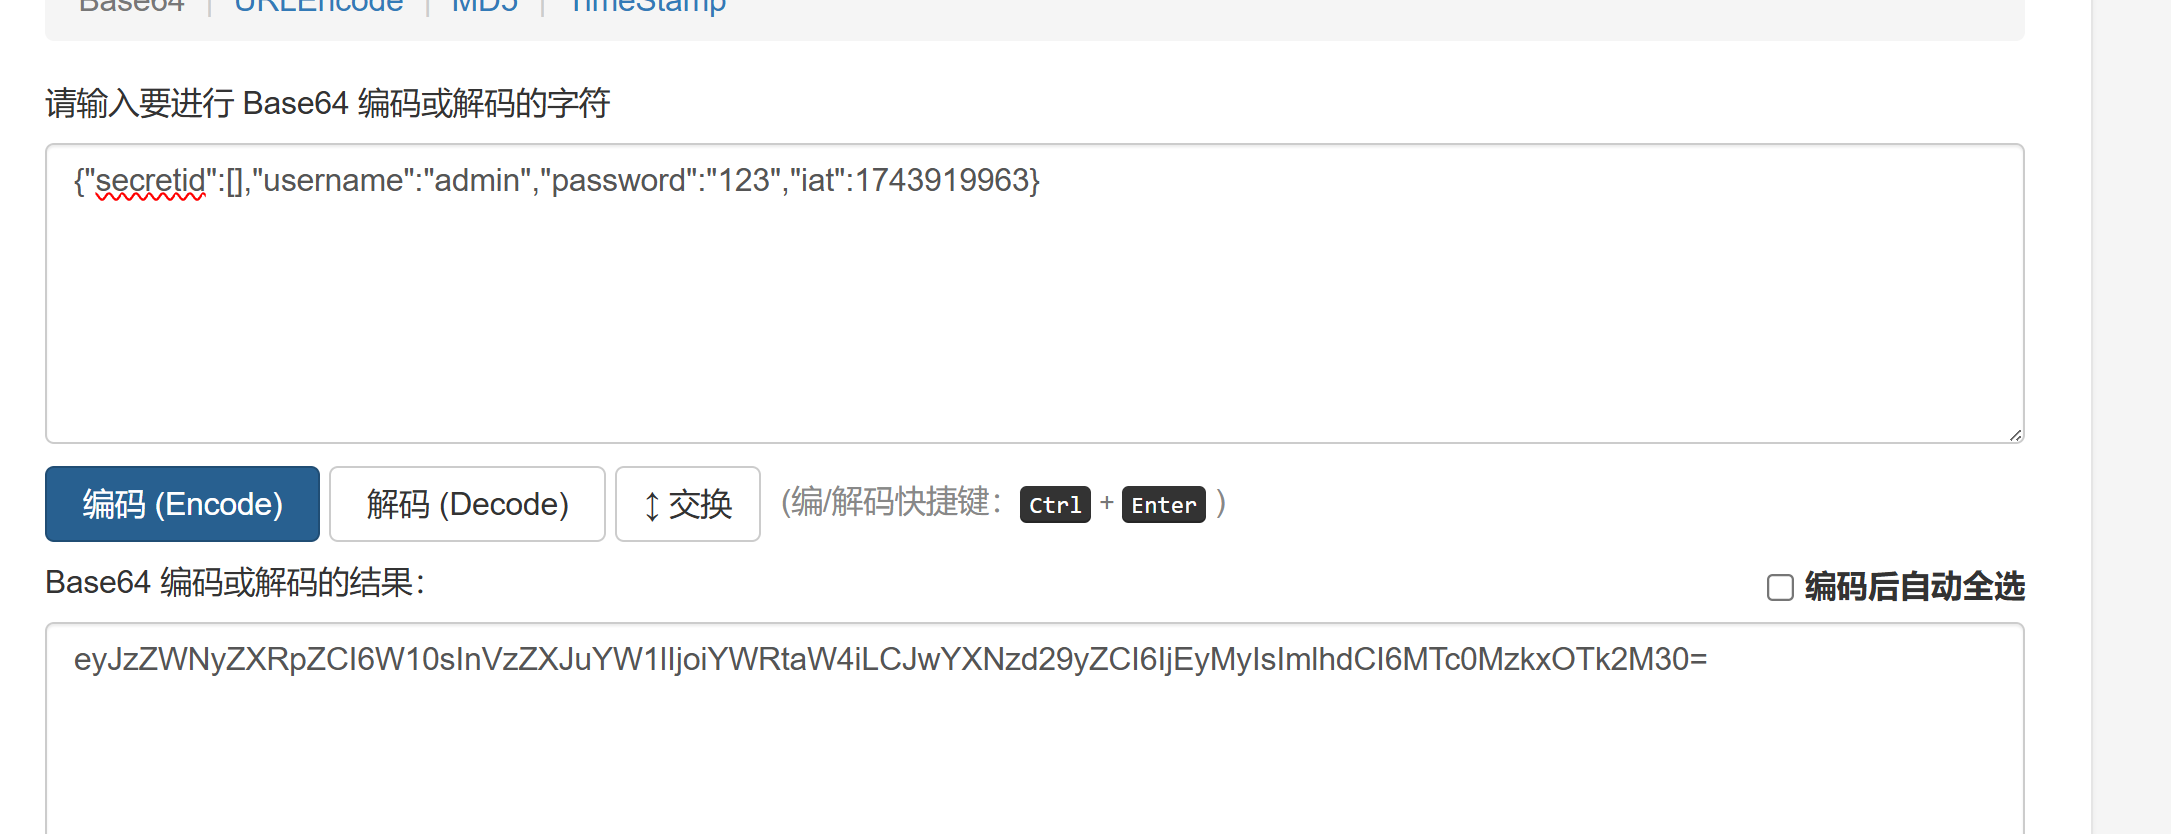 Base64 | URLEncode | MD5 | TimeStamp
请输入要进行 Base64 编码或解码的字符
{"secretid":[],"username":"admin","password":"123","iat":1743919963}
编码 (Encode) 解码 (Decode) ↕ 交换 (编/解码快捷键: Ctrl + Enter )
Base64 编码或解码的结果: 编码后自动全选
eyJzZWNyZXRpZCI6W10sInVzZXJuYW1lIjoiYWRtaW4iLCJwYXNzd29yZCI6IjEyMyIsImlhdCI6MTc0MzkxOTk2M30=